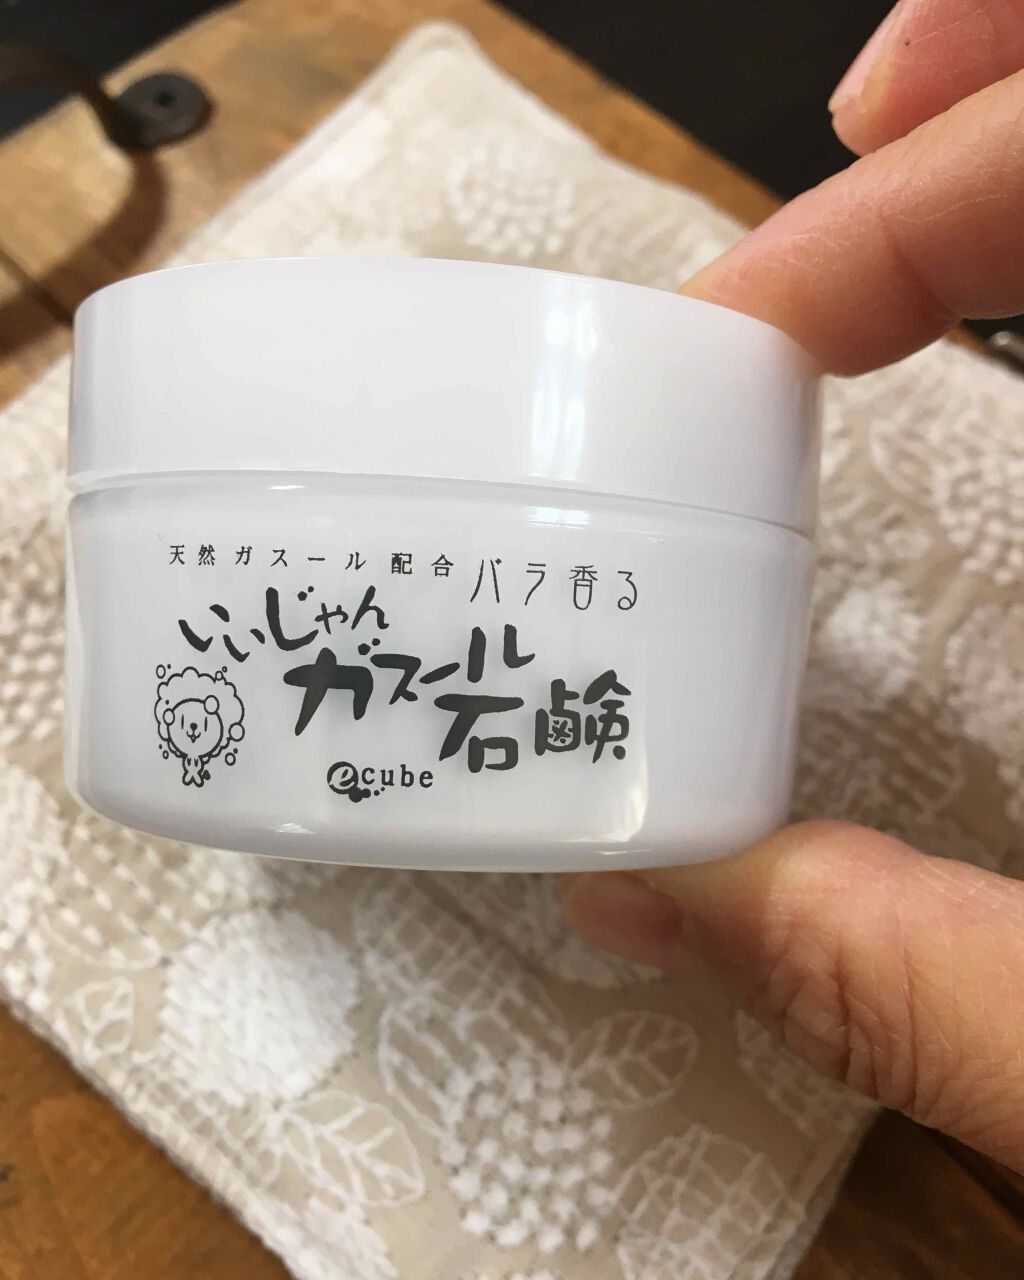 天然ガスール配合 バラ香る
いいじゃん
ガスール
石鹸
ecube